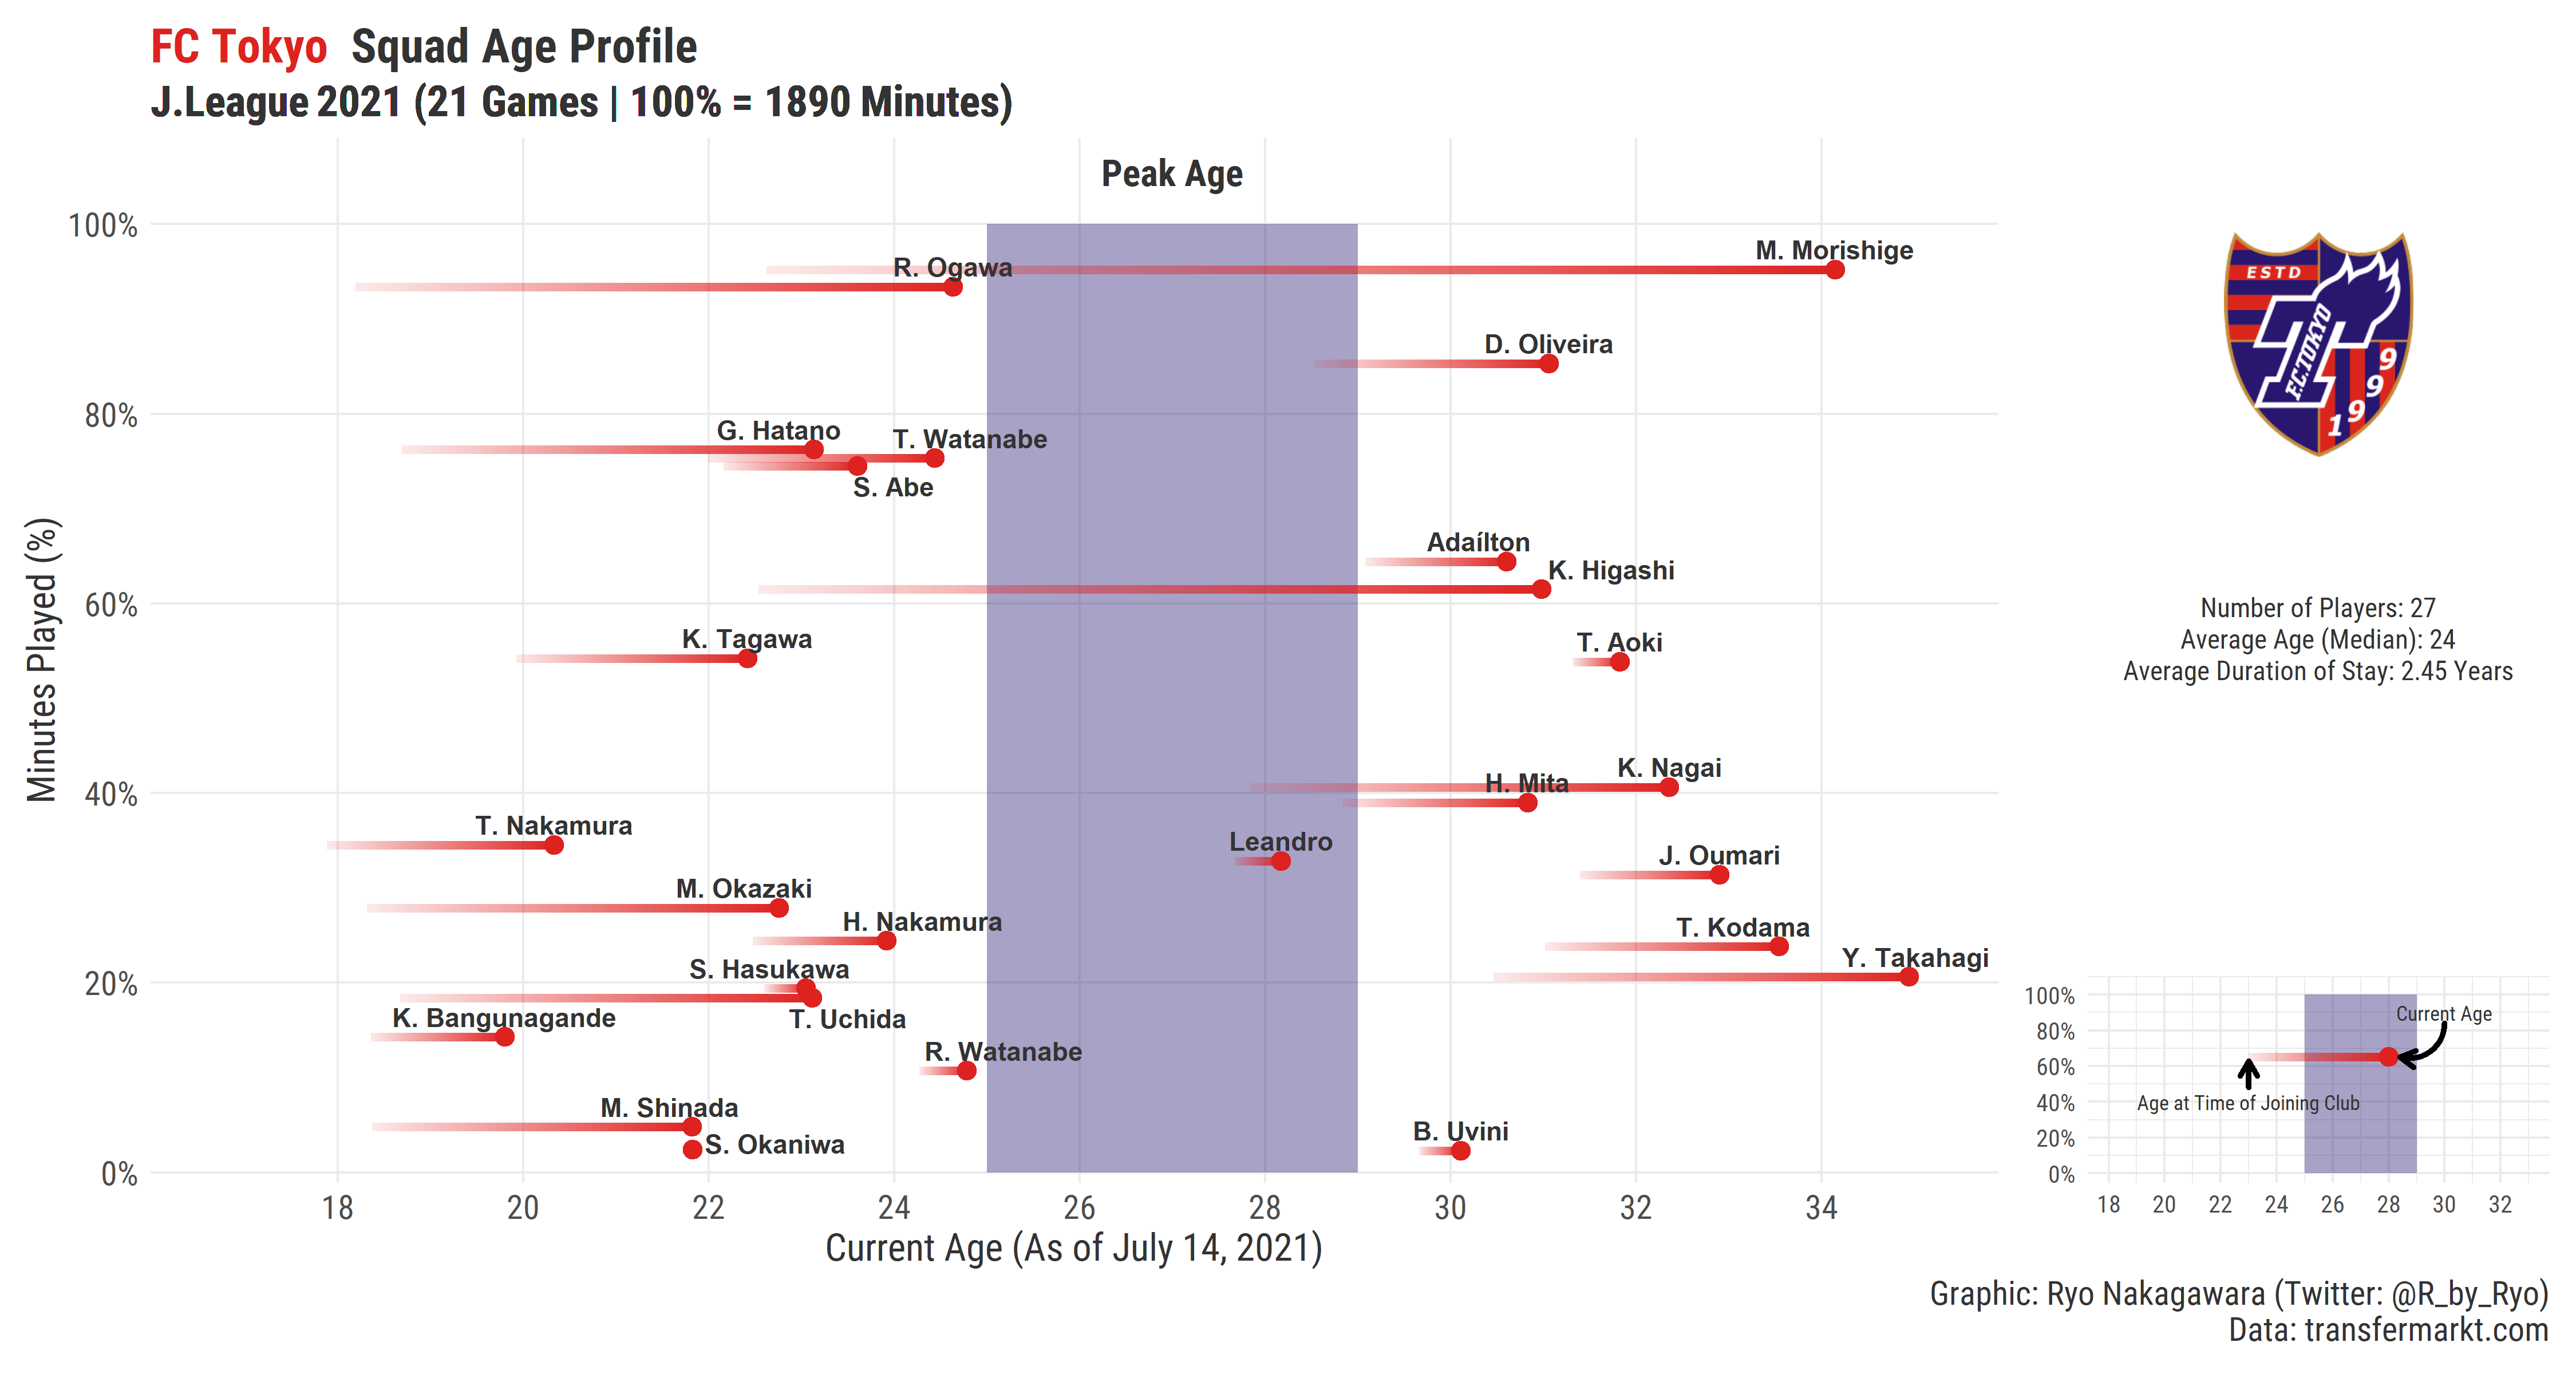 FC Tokyo Squad Age Profile
J.League 2021 (21 Games | 100% = 1890 Minutes)
Peak Age
Minutes Played (%)
100%
80%
60%
40%
20%
0%
M. Morishige
R. Ogawa
D. Oliveira
G. Hatano
T. Watanabe
S. Abe
Adaílton
K. Higashi
K. Tagawa
T. Aoki
K. Nagai
H. Mita
T. Nakamura
Leandro
J. Oumari
M. Okazaki
H. Nakamura
T. Kodama
Y. Takahagi
S. Hasukawa
K. Bangunagande
T. Uchida
R. Watanabe
M. Shinada
B. Uvini
S. Okaniwa
18 20 22 24 26 28 30 32 34
Current Age (As of July 14, 2021)
ESTD
F.C.TOKYO
1999
Number of Players: 27
Average Age (Median): 24
Average Duration of Stay: 2.45 Years
100%
80%
60%
40%
20%
0%
Current Age
Age at Time of Joining Club
18 20 22 24 26 28 30 32
Graphic: Ryo Nakagawara (Twitter: @R_by_Ryo)
Data: transfermarkt.com